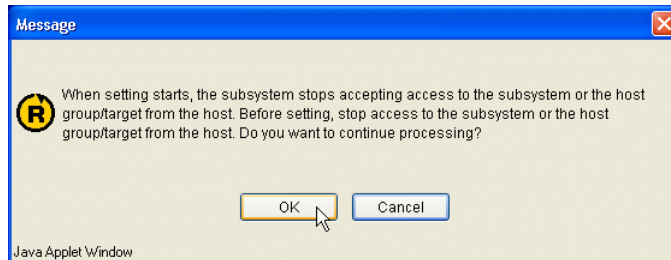 Message
When setting starts, the subsystem stops accepting access to the subsystem or the host
group/target from the host. Before setting, stop access to the subsystem or the host
group/target from the host. Do you want to continue processing?
R
OK
Cancel
Java Applet Window